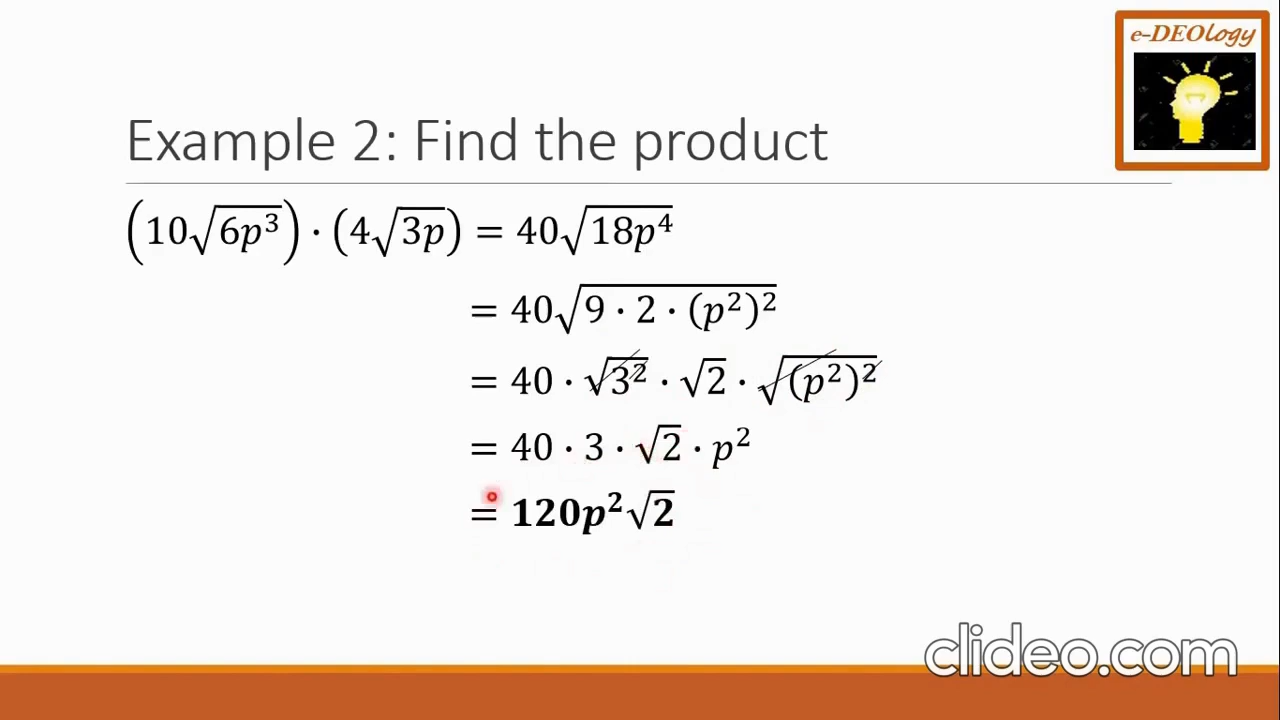 e-DEOlogy
Example 2: Find the product
(10√(6p³)) · (4√(3p)) = 40√(18p⁴)
= 40√(9 · 2 · (p²)²)
= 40 · √(3²) · √2 · √((p²)²)
= 40 · 3 · √2 · p²
= 120p²√2
clideo.com